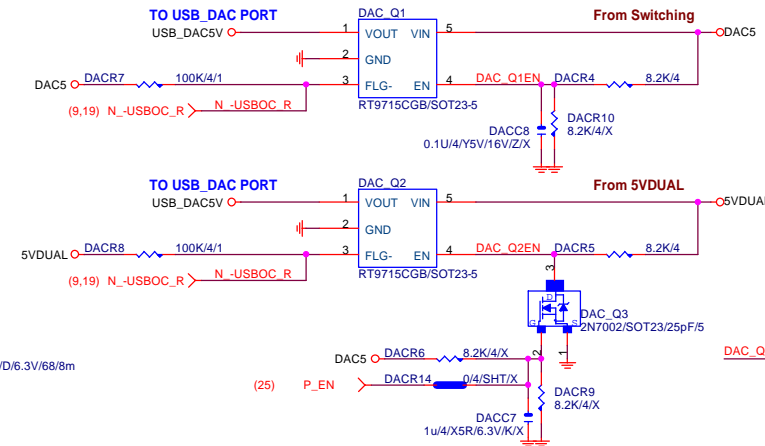 TO USB_DAC PORT
DAC_Q1
From Switching
USB_DAC5V
1
VOUT
VIN
5
DAC5
2
GND
DAC5
DACR7
100K/4/1
3
FLG-
EN
4
DAC_Q1EN
DACR4
8.2K/4
(9,19)
N_-USBOC_R
N_-USBOC_R
RT9715CGB/SOT23-5
DACC8
0.1U/4/Y5V/16V/Z/X
DACR10
8.2K/4/X
TO USB_DAC PORT
DAC_Q2
From 5VDUAL
USB_DAC5V
1
VOUT
VIN
5
5VDUAL
2
GND
5VDUAL
DACR8
100K/4/1
3
FLG-
EN
4
DAC_Q2EN
DACR5
8.2K/4
(9,19)
N_-USBOC_R
N_-USBOC_R
RT9715CGB/SOT23-5
3
D
G
S
DAC_Q3
2N7002/SOT23/25pF/5
2
1
DAC5
DACR6
8.2K/4/X
/D/6.3V/68/8m
DAC_Q
(25)
P_EN
DACR14
0/4/SHT/X
DACR9
8.2K/4/X
DACC7
1u/4/X5R/6.3V/K/X